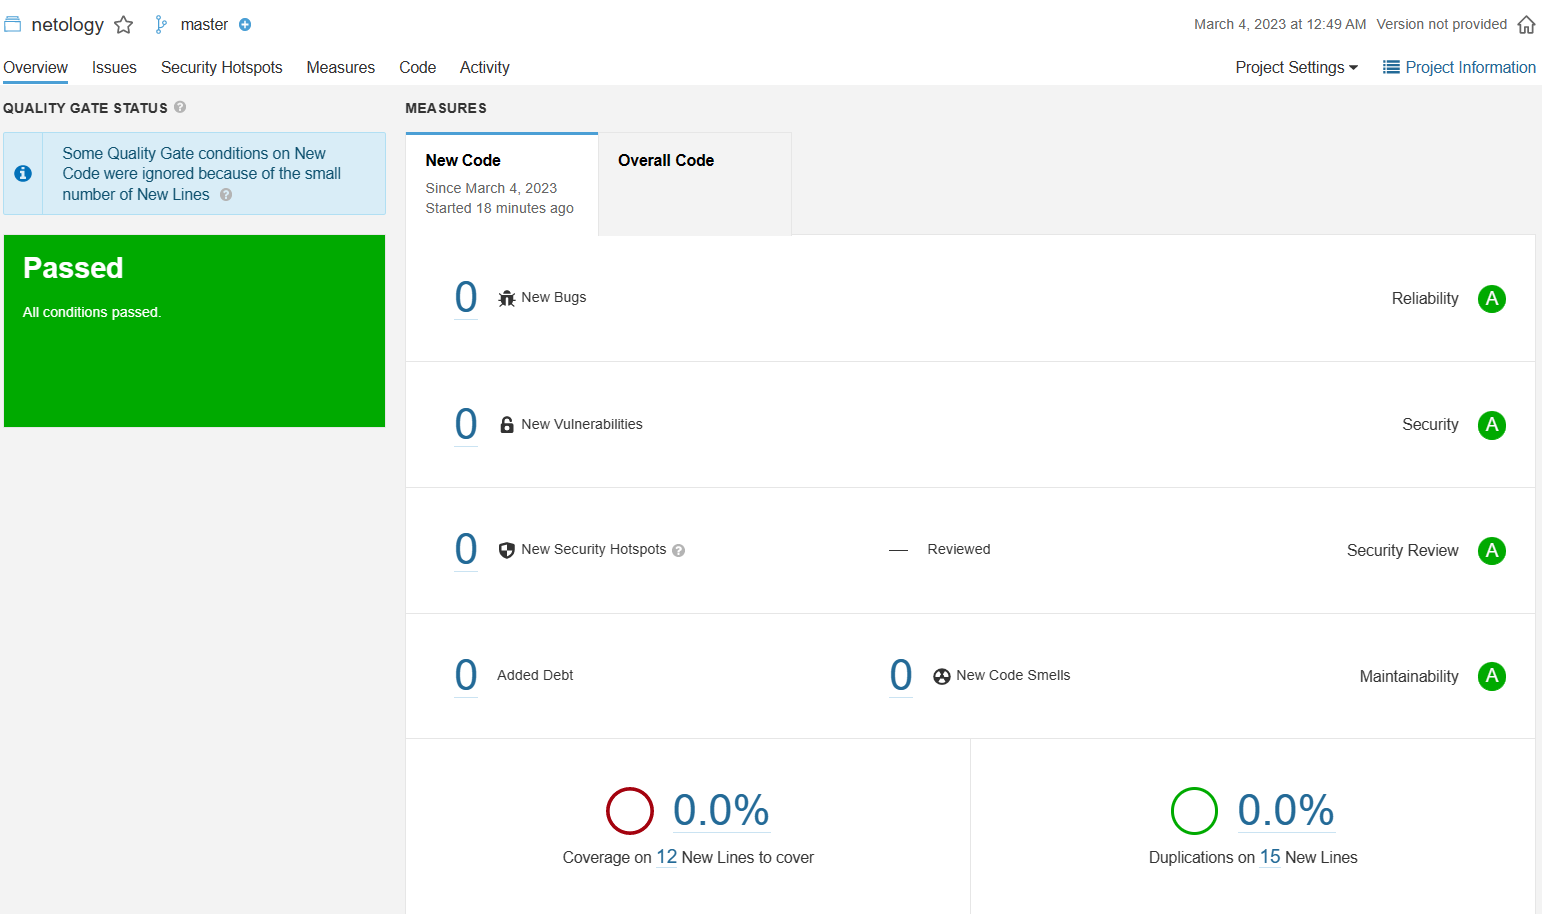 netology master
March 4, 2023 at 12:49 AM Version not provided
Overview Issues Security Hotspots Measures Code Activity
Project Settings Project Information
QUALITY GATE STATUS ?
Some Quality Gate conditions on New
Code were ignored because of the small
number of New Lines ?
Passed
All conditions passed.
MEASURES
New Code
Since March 4, 2023
Started 18 minutes ago
Overall Code
0 New Bugs
Reliability A
0 New Vulnerabilities
Security A
0 New Security Hotspots ?
— Reviewed
Security Review A
0 Added Debt
0 New Code Smells
Maintainability A
0.0%
Coverage on 12 New Lines to cover
0.0%
Duplications on 15 New Lines